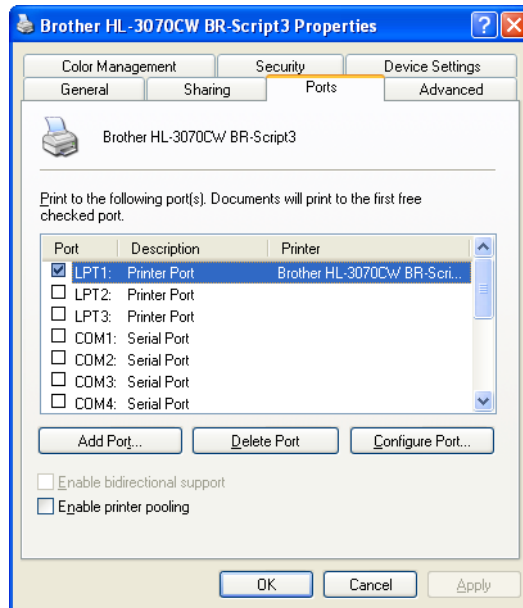 Brother HL-3070CW BR-Script3 Properties
Color Management Security Device Settings
General Sharing Ports Advanced
Brother HL-3070CW BR-Script3
Print to the following port(s). Documents will print to the first free
checked port.
Port Description Printer
LPT1: Printer Port Brother HL-3070CW BR-Scri...
LPT2: Printer Port
LPT3: Printer Port
COM1: Serial Port
COM2: Serial Port
COM3: Serial Port
COM4: Serial Port
Add Port... Delete Port Configure Port...
Enable bidirectional support
Enable printer pooling
OK Cancel Apply